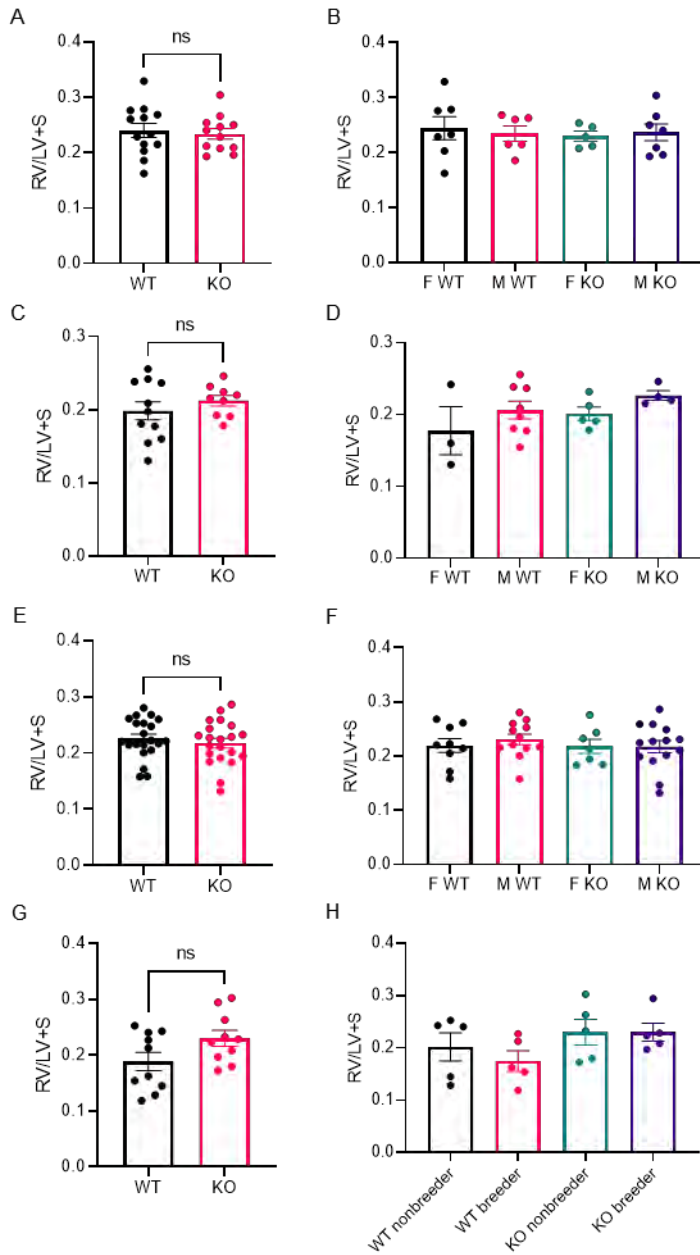 A
ns
RV/LV+S
0.4
0.3
0.2
0.1
0.0
WT KO
B
RV/LV+S
0.4
0.3
0.2
0.1
0.0
F WT M WT F KO M KO
C
ns
RV/LV+S
0.3
0.2
0.1
0.0
WT KO
D
RV/LV+S
0.3
0.2
0.1
0.0
F WT M WT F KO M KO
E
ns
RV/LV+S
0.4
0.3
0.2
0.1
0.0
WT KO
F
RV/LV+S
0.4
0.3
0.2
0.1
0.0
F WT M WT F KO M KO
G
ns
RV/LV+S
0.4
0.3
0.2
0.1
0.0
WT KO
H
RV/LV+S
0.4
0.3
0.2
0.1
0.0
WT nonbreeder
WT breeder
KO nonbreeder
KO breeder